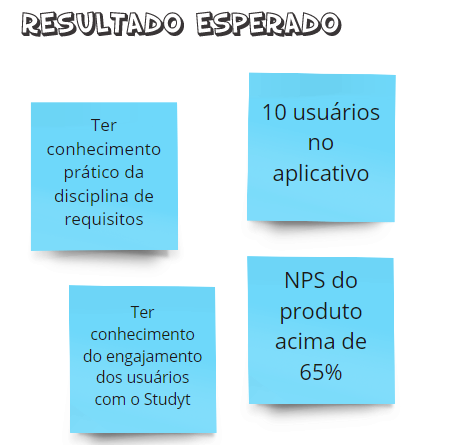 RESULTADO ESPERADO
Ter
conhecimento
prático da
disciplina de
requisitos
10 usuários
no
aplicativo
Ter
conhecimento
do engajamento
dos usuários
com o Studyt
NPS do
produto
acima de
65%